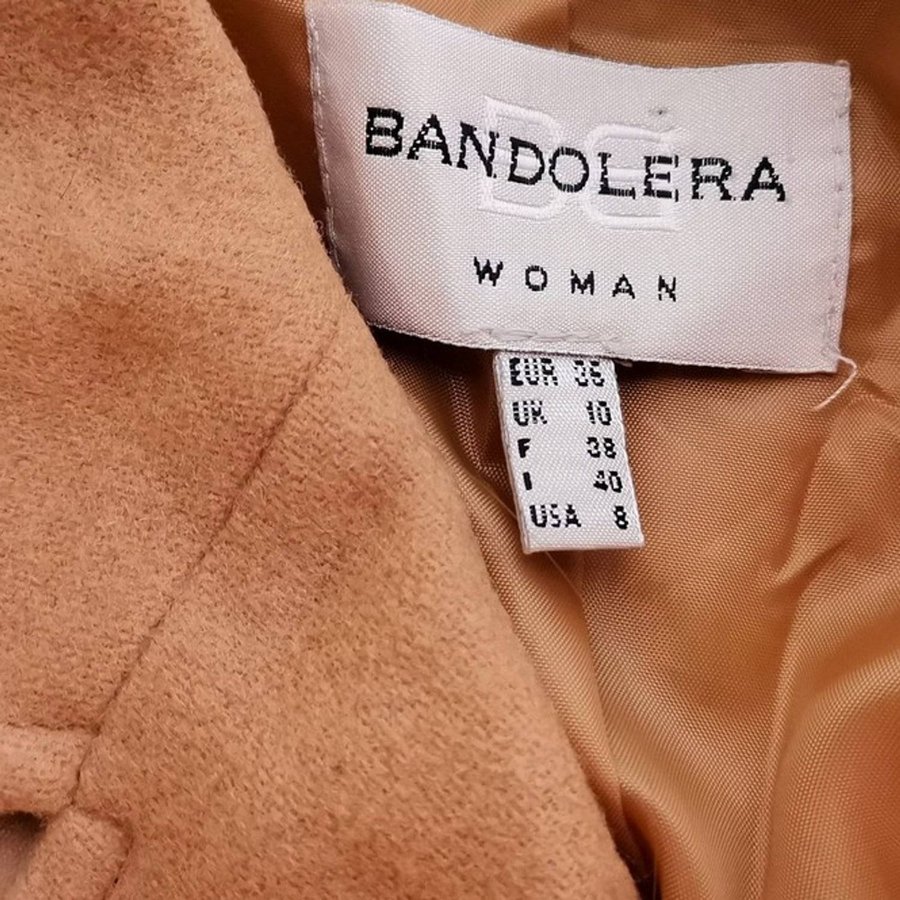 BANDOLERA
WOMAN
EUR 36
UK 10
F 38
I 40
USA 8